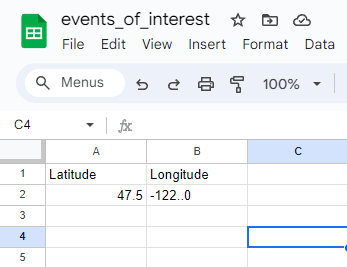 events_of_interest
File Edit View Insert Format Data
Menus 100%
C4 fx
A B C
1 Latitude Longitude
2 47.5 -122..0
3
4
5